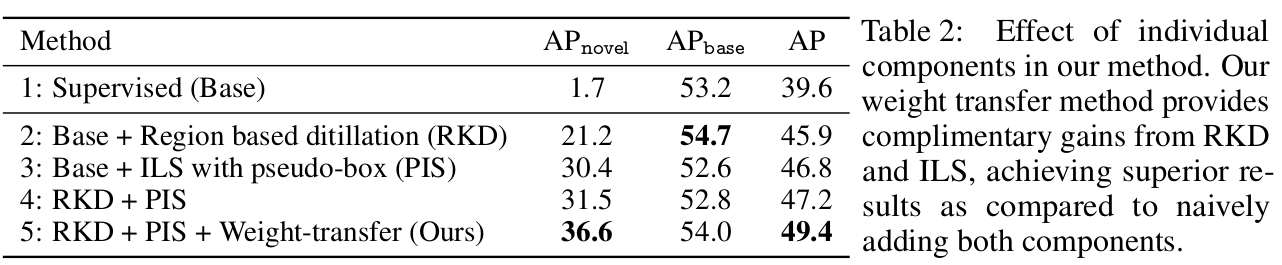 Method APnovel APbase AP
1: Supervised (Base) 1.7 53.2 39.6
2: Base + Region based ditillation (RKD) 21.2 54.7 45.9
3: Base + ILS with pseudo-box (PIS) 30.4 52.6 46.8
4: RKD + PIS 31.5 52.8 47.2
5: RKD + PIS + Weight-transfer (Ours) 36.6 54.0 49.4
Table 2: Effect of individual
components in our method. Our
weight transfer method provides
complimentary gains from RKD
and ILS, achieving superior re-
sults as compared to naively
adding both components.